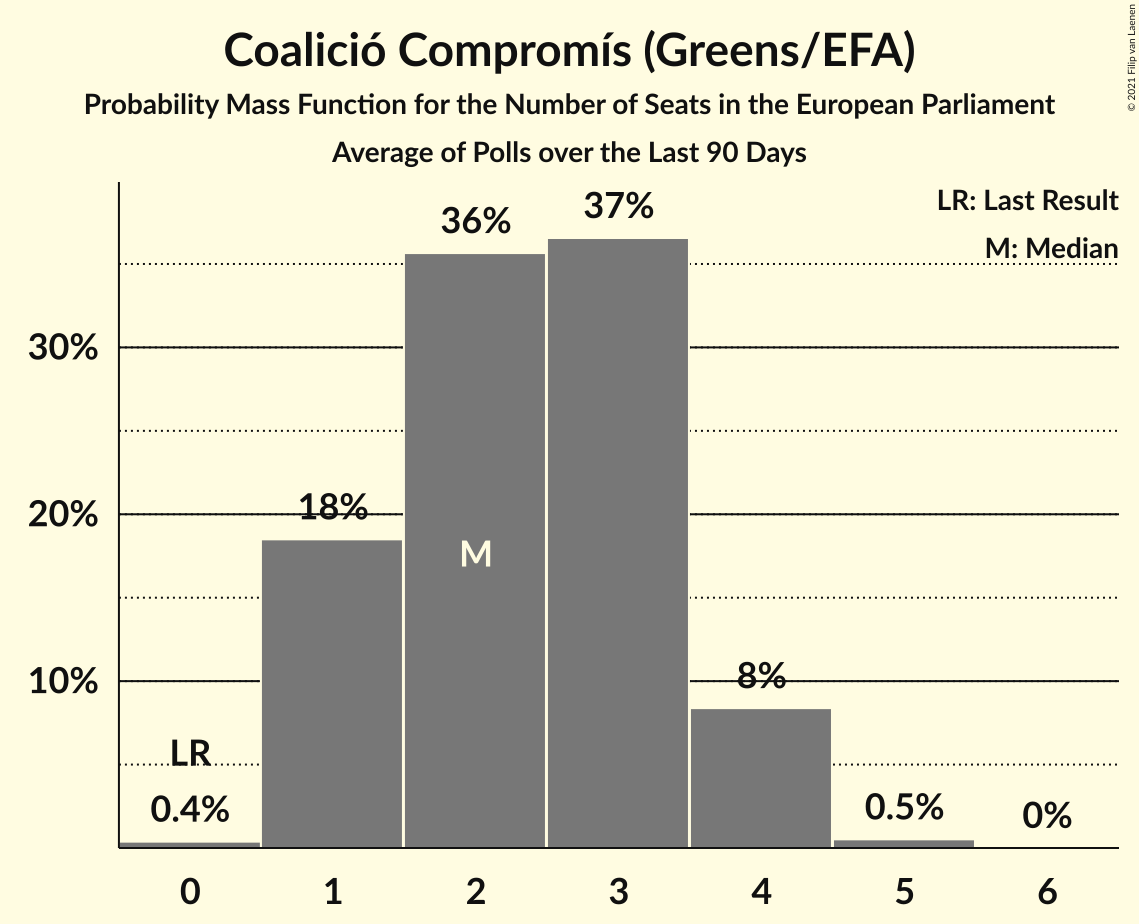 Coalició Compromís (Greens/EFA)
Probability Mass Function for the Number of Seats in the European Parliament
Average of Polls over the Last 90 Days
© 2021 Filip van Laenen
LR: Last Result
M: Median
36%
37%
30%
20%
18%
M
10%
8%
LR
0.4%
0.5%
0%
0 1 2 3 4 5 6